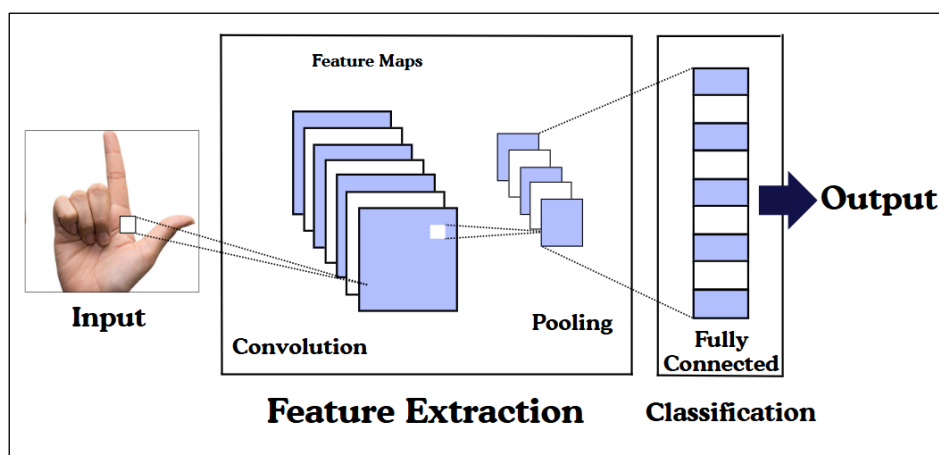 Feature Maps
Input
Convolution
Pooling
Feature Extraction
Fully
Connected
Classification
Output